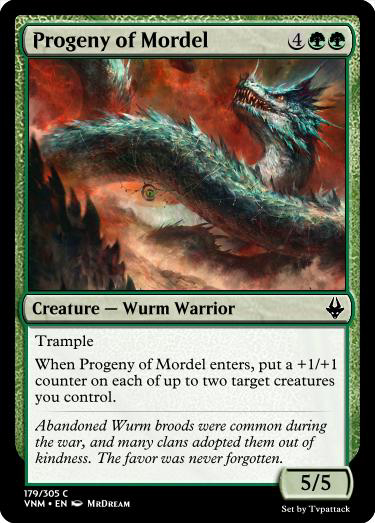 Progeny of Mordel 4
Creature — Wurm Warrior
Trample
When Progeny of Mordel enters, put a +1/+1
counter on each of up to two target creatures
you control.
Abandoned Wurm broods were common during
the war, and many clans adopted them out of
kindness. The favor was never forgotten.
5/5
179/305 C
VNM • EN MrDream
Set by Tvpattack